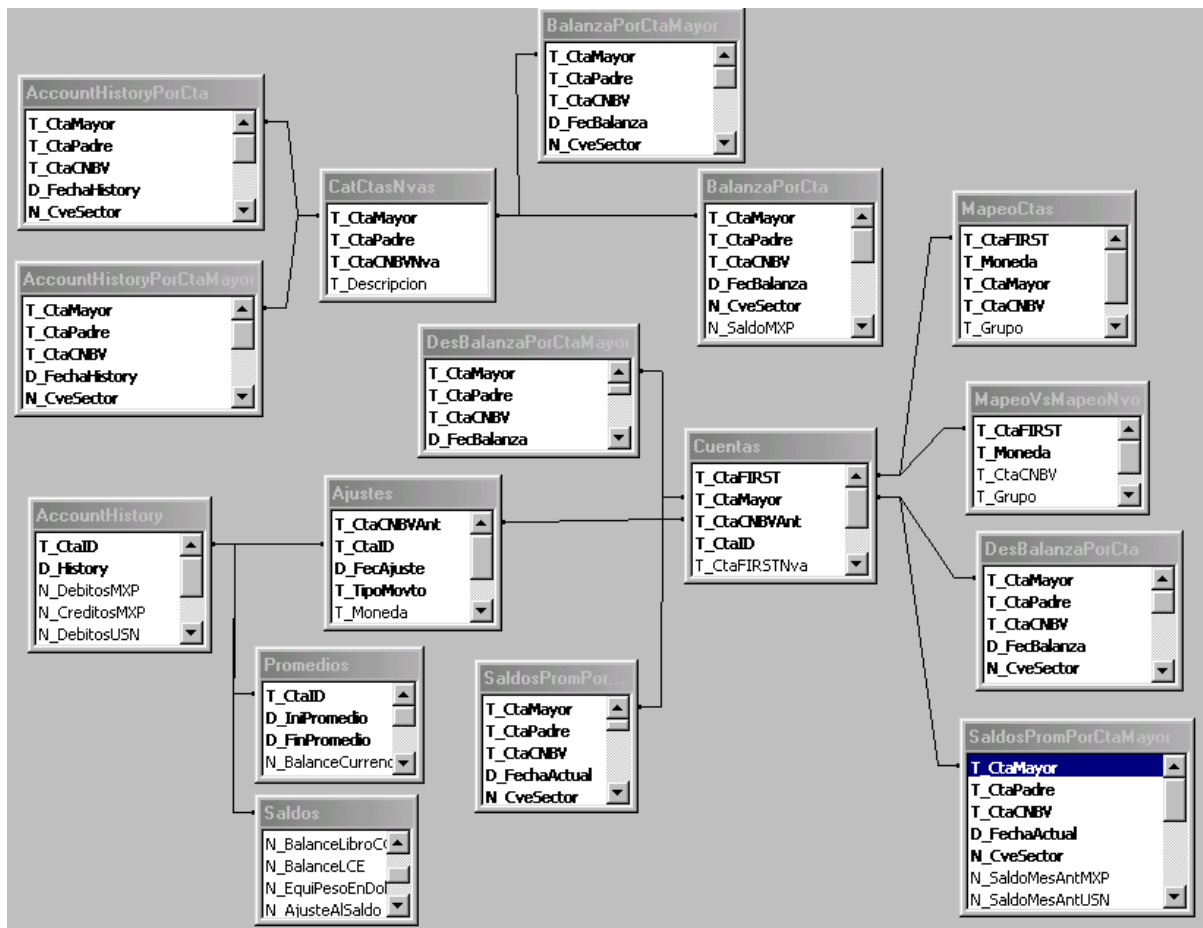 BalanzaPorCtaMayor
T_CtaMayor
T_CtaPadre
T_CtaCNBV
D_FecBalanza
N_CveSector
AccountHistoryPorCta
T_CtaMayor
T_CtaPadre
T_CtaCNBV
D_FechaHistory
N_CveSector
CatCtasNvas
T_CtaMayor
T_CtaPadre
T_CtaCNBVNva
T_Descripcion
BalanzaPorCta
T_CtaMayor
T_CtaPadre
T_CtaCNBV
D_FecBalanza
N_CveSector
N_SaldoMXP
MapeoCtas
T_CtaFIRST
T_Moneda
T_CtaMayor
T_CtaCNBV
T_Grupo
AccountHistoryPorCtaMayor
T_CtaMayor
T_CtaPadre
T_CtaCNBV
D_FechaHistory
N_CveSector
DesBalanzaPorCtaMayor
T_CtaMayor
T_CtaPadre
T_CtaCNBV
D_FecBalanza
MapeoVsMapeoNvo
T_CtaFIRST
T_Moneda
T_CtaCNBV
T_Grupo
Cuentas
T_CtaFIRST
T_CtaMayor
T_CtaCNBVAnt
T_CtaID
T_CtaFIRSTNva
AccountHistory
T_CtaID
D_History
N_DebitosMXP
N_CreditosMXP
N_DebitosUSN
Ajustes
T_CtaCNBVAnt
T_CtaID
D_FecAjuste
T_TipoMovto
T_Moneda
DesBalanzaPorCta
T_CtaMayor
T_CtaPadre
T_CtaCNBV
D_FecBalanza
N_CveSector
Promedios
T_CtaID
D_IniPromedio
D_FinPromedio
N_BalanceCurrenc
SaldosPromPor...
T_CtaMayor
T_CtaPadre
T_CtaCNBV
D_FechaActual
N_CveSector
SaldosPromPorCtaMayor
T_CtaMayor
T_CtaPadre
T_CtaCNBV
D_FechaActual
N_CveSector
N_SaldoMesAntMXP
N_SaldoMesAntUSN
Saldos
N_BalanceLibroCC
N_BalanceLCE
N_EquiPesoEnDol
N_AjusteAlSaldo